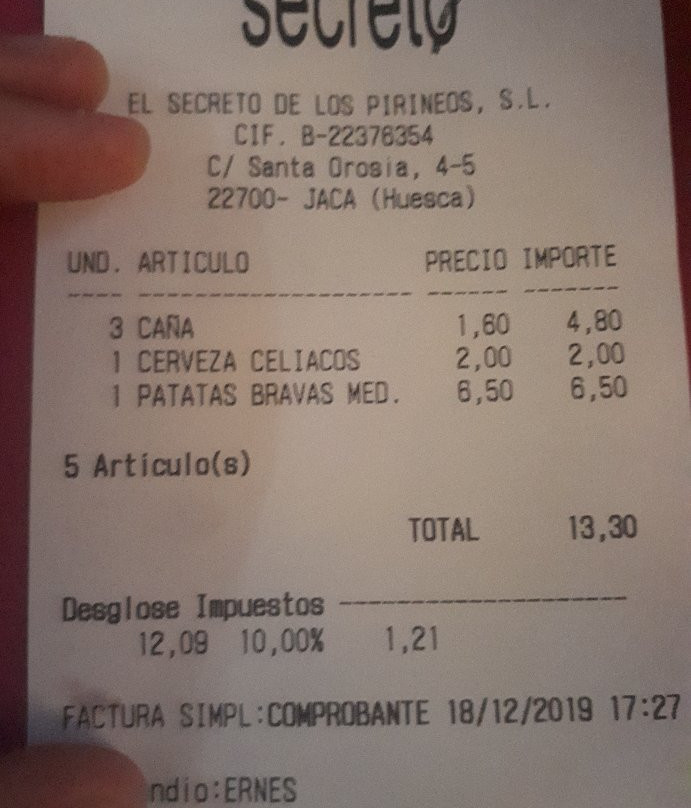 secreto
EL SECRETO DE LOS PIRINEOS, S.L.
CIF. B-22376354
C/ Santa Orosia, 4-5
22700- JACA (Huesca)
UND. ARTICULO PRECIO IMPORTE
3 CAÑA 1,60 4,80
1 CERVEZA CELIACOS 2,00 2,00
1 PATATAS BRAVAS MED. 6,50 6,50
5 Artículo(s)
TOTAL 13,30
Desglose Impuestos
12,09 10,00% 1,21
FACTURA SIMPL:COMPROBANTE 18/12/2019 17:27
ndio:ERNES